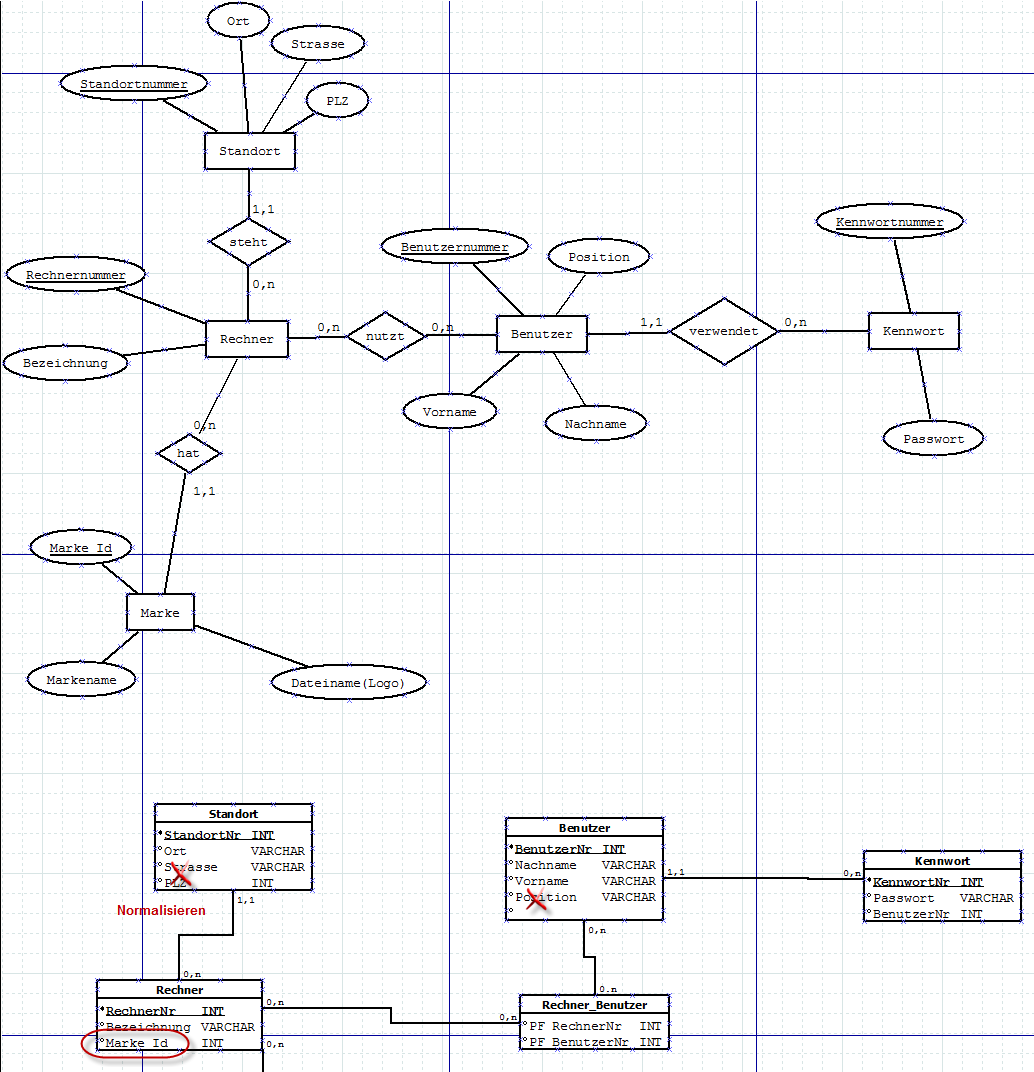 Ort
Strasse
Standortnummer
PLZ
Standort
1,1
steht
0,n
Rechnernummer
Bezeichnung
Rechner
0,n
nutzt
0,n
Benutzernummer
Position
Benutzer
Vorname
Nachname
1,1
verwendet
0,n
Kennwortnummer
Kennwort
Passwort
0,n
hat
1,1
Marke Id
Marke
Markename
Dateiname(Logo)
Standort
StandortNr INT
Ort VARCHAR
Strasse VARCHAR
PLZ INT
1,1
Normalisieren
0,n
Rechner
RechnerNr INT
Bezeichnung VARCHAR
Marke Id INT
0,n
0,n
Benutzer
BenutzerNr INT
Nachname VARCHAR
Vorname VARCHAR
Position VARCHAR
1,1
0,n
0,n
Kennwort
KennwortNr INT
Passwort VARCHAR
BenutzerNr INT
0.n
0,n
Rechner_Benutzer
PF RechnerNr INT
PF BenutzerNr INT